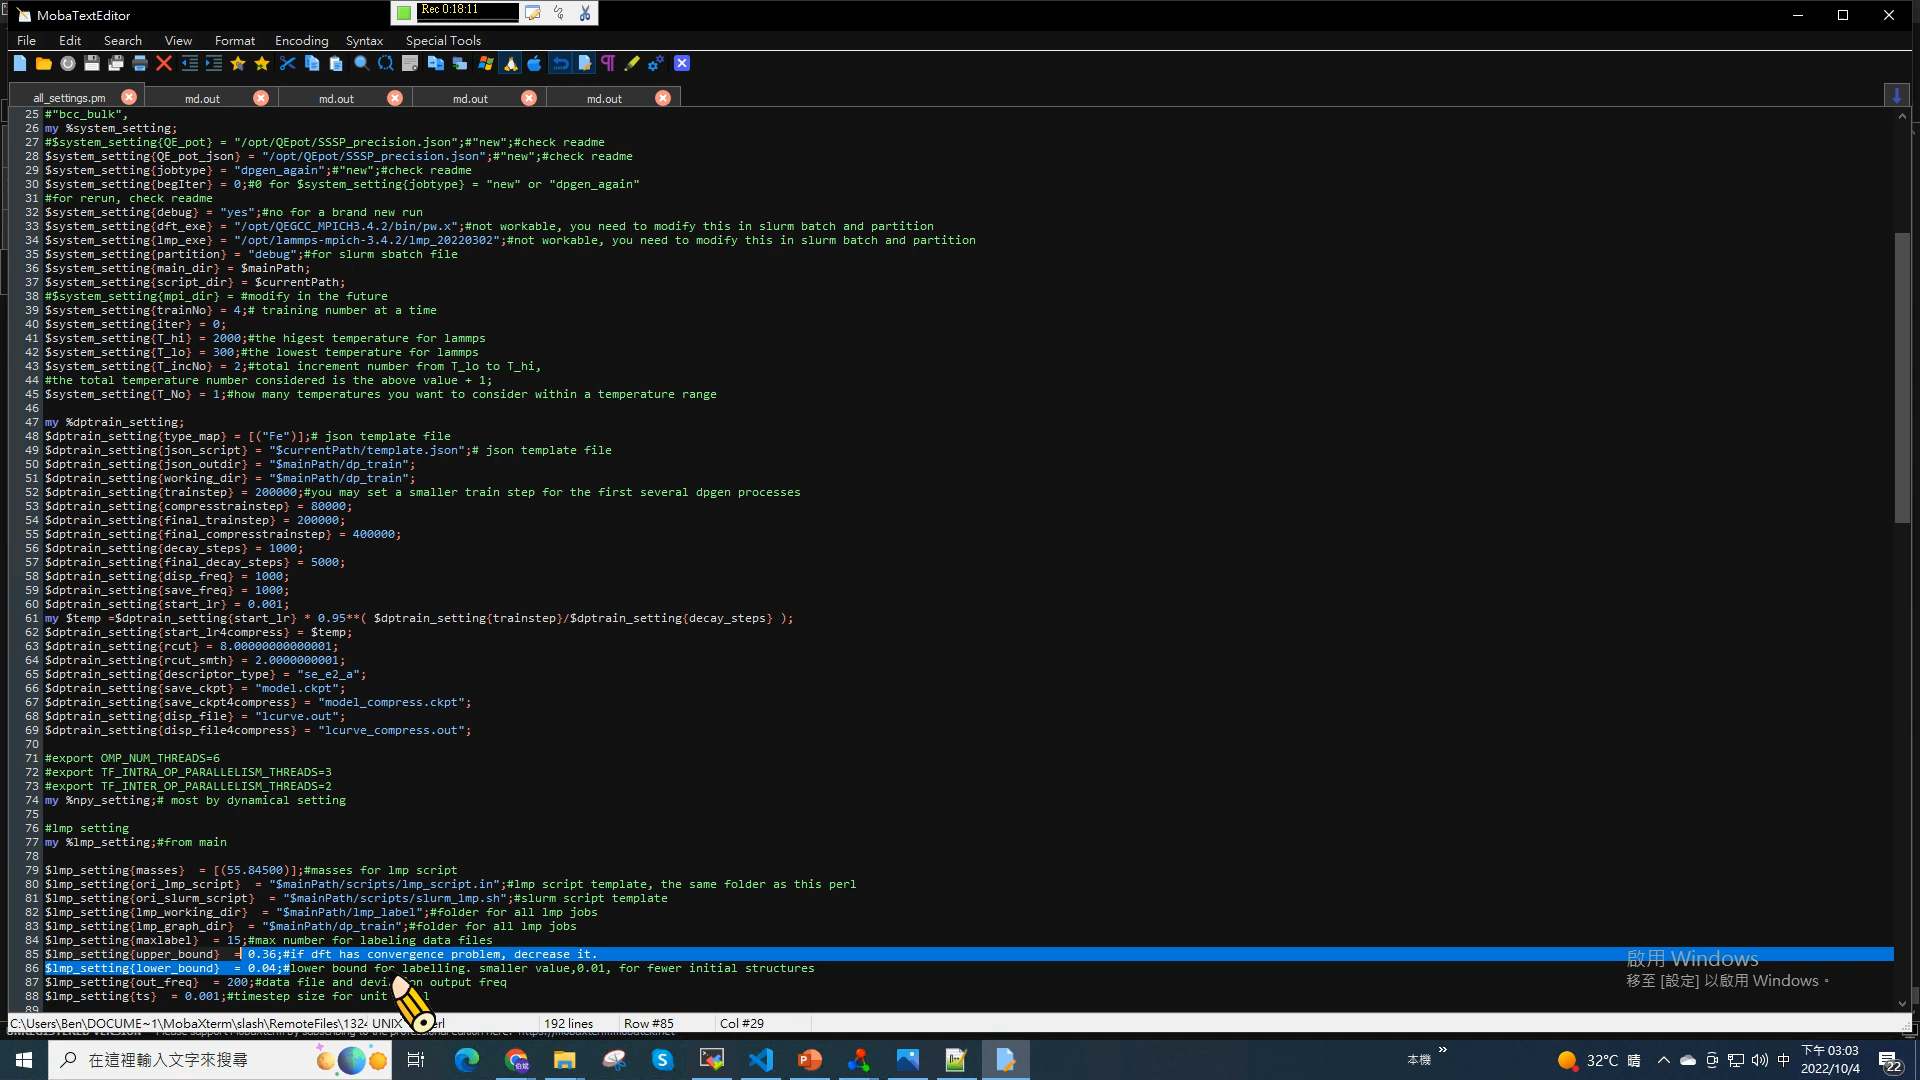 MobaTextEditor
Rec 0:18:11
File Edit Search View Format Encoding Syntax Special Tools
all_settings.pm md.out md.out md.out md.out
25 #"bcc_bulk",
26 my %system_setting;
27 #$system_setting{QE_pot} = "/opt/QEpot/SSSP_precision.json";#"new";#check readme
28 $system_setting{QE_pot_json} = "/opt/QEpot/SSSP_precision.json";#"new";#check readme
29 $system_setting{jobtype} = "dpgen_again";#"new";#check readme
30 $system_setting{begIter} = 0;#0 for $system_setting{jobtype} = "new" or "dpgen_again"
31 #for rerun, check readme
32 $system_setting{debug} = "yes";#no for a brand new run
33 $system_setting{dft_exe} = "/opt/QEGCC_MPICH3.4.2/bin/pw.x";#not workable, you need to modify this in slurm batch and partition
34 $system_setting{lmp_exe} = "/opt/lammps-mpich-3.4.2/lmp_20220302";#not workable, you need to modify this in slurm batch and partition
35 $system_setting{partition} = "debug";#for slurm sbatch file
36 $system_setting{main_dir} = $mainPath;
37 $system_setting{script_dir} = $currentPath;
38 #$system_setting{mpi_dir} = #modify in the future
39 $system_setting{trainNo} = 4;# training number at a time
40 $system_setting{iter} = 0;
41 $system_setting{T_hi} = 2000;#the higest temperature for lammps
42 $system_setting{T_lo} = 300;#the lowest temperature for lammps
43 $system_setting{T_incNo} = 2;#total increment number from T_lo to T_hi,
44 #the total temperature number considered is the above value + 1;
45 $system_setting{T_No} = 1;#how many temperatures you want to consider within a temperature range
46
47 my %dptrain_setting;
48 $dptrain_setting{type_map} = [("Fe")];# json template file
49 $dptrain_setting{json_script} = "$currentPath/template.json";# json template file
50 $dptrain_setting{json_outdir} = "$mainPath/dp_train";
51 $dptrain_setting{working_dir} = "$mainPath/dp_train";
52 $dptrain_setting{trainstep} = 200000;#you may set a smaller train step for the first several dpgen processes
53 $dptrain_setting{compresstrainstep} = 80000;
54 $dptrain_setting{final_trainstep} = 200000;
55 $dptrain_setting{final_compresstrainstep} = 400000;
56 $dptrain_setting{decay_steps} = 1000;
57 $dptrain_setting{final_decay_steps} = 5000;
58 $dptrain_setting{disp_freq} = 1000;
59 $dptrain_setting{save_freq} = 1000;
60 $dptrain_setting{start_lr} = 0.001;
61 my $temp =$dptrain_setting{start_lr} * 0.95**( $dptrain_setting{trainstep}/$dptrain_setting{decay_steps} );
62 $dptrain_setting{start_lr4compress} = $temp;
63 $dptrain_setting{rcut} = 8.00000000000001;
64 $dptrain_setting{rcut_smth} = 2.0000000001;
65 $dptrain_setting{descriptor_type} = "se_e2_a";
66 $dptrain_setting{save_ckpt} = "model.ckpt";
67 $dptrain_setting{save_ckpt4compress} = "model_compress.ckpt";
68 $dptrain_setting{disp_file} = "lcurve.out";
69 $dptrain_setting{disp_file4compress} = "lcurve_compress.out";
70
71 #export OMP_NUM_THREADS=6
72 #export TF_INTRA_OP_PARALLELISM_THREADS=3
73 #export TF_INTER_OP_PARALLELISM_THREADS=2
74 my %npy_setting;# most by dynamical setting
75
76 #lmp setting
77 my %lmp_setting;#from main
78
79 $lmp_setting{masses}  = [(55.84500)];#masses for lmp script
80 $lmp_setting{ori_lmp_script}  = "$mainPath/scripts/lmp_script.in";#lmp script template, the same folder as this perl
81 $lmp_setting{ori_slurm_script}  = "$mainPath/scripts/slurm_lmp.sh";#slurm script template
82 $lmp_setting{lmp_working_dir}  = "$mainPath/lmp_label";#folder for all lmp jobs
83 $lmp_setting{lmp_graph_dir}  = "$mainPath/dp_train";#folder for all lmp jobs
84 $lmp_setting{maxlabel}  = 15;#max number for labeling data files
85 $lmp_setting{upper_bound}  = 0.36;#if dft has convergence problem, decrease it.
86 $lmp_setting{lower_bound}  = 0.04;#lower bound for labelling. smaller value,0.01, for fewer initial structures
87 $lmp_setting{out_freq}  = 200;#data file and output freq
88 $lmp_setting{ts}  = 0.001;#timestep size for unit
89
啟用 Windows
移至 [設定] 以啟用 Windows。
C:\Users\Ben\DOCUME~1\MobaXterm\slash\RemoteFiles\1324 UNIX 192 lines Row #85 Col #29
在這裡輸入文字來搜尋
本機 32°C 晴 中 下午 03:03
2022/10/4
22